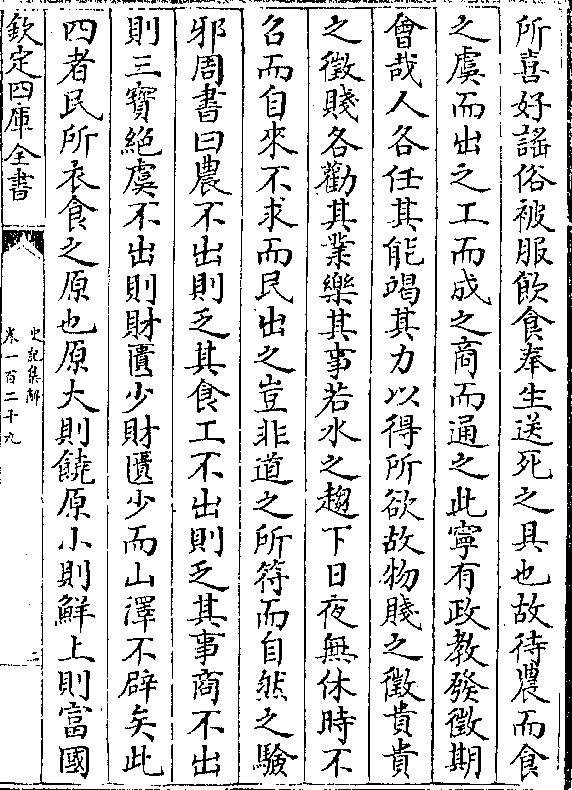 所喜好謠俗被服飲食奉生送死之具也故待農而食
之虞而出之工而成之商而通之此寧有政教發徵期
會哉人各任其能竭其力以得所欲故物賤之徵貴貴
之徵賤各勸其業樂其事若水之趨下日夜無休時不
召而自來不求而民出之豈非道之所符而自然之驗
邪周書曰農不出則乏其食工不出則乏其事商不出
則三寶絶虞不出則財匱少財匱少而山澤不辟矣此
四者民所衣食之原也原大則饒原小則鮮上則富國
欽定四庫全書
史記集解
卷一百二十九
二